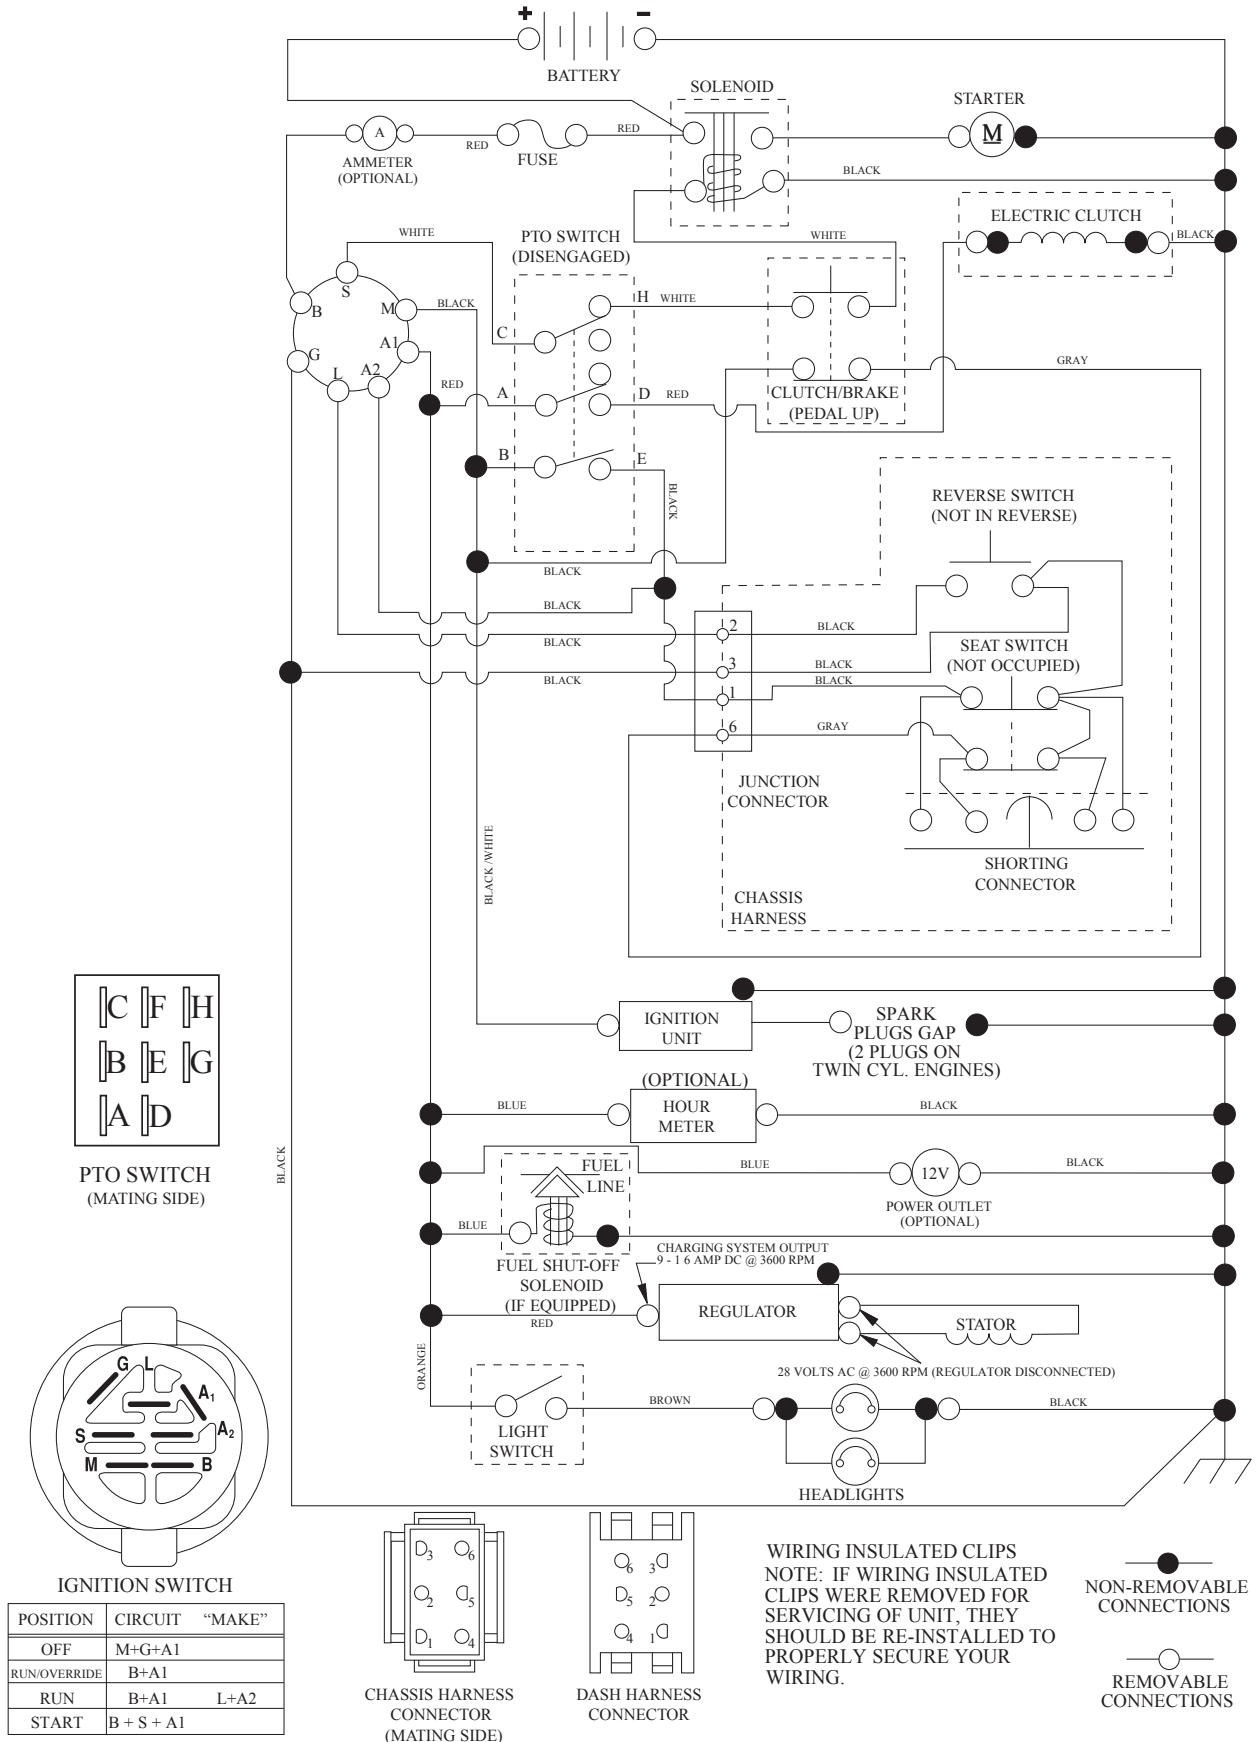 + −
BATTERY
SOLENOID
STARTER
M
A
AMMETER
(OPTIONAL)
RED
FUSE
RED
BLACK
ELECTRIC CLUTCH
BLACK
WHITE
PTO SWITCH
(DISENGAGED)
WHITE
S
B
M
BLACK
G
A1
L
A2
RED
C
H WHITE
A
D RED
B
E
BLACK
CLUTCH/BRAKE
(PEDAL UP)
GRAY
REVERSE SWITCH
(NOT IN REVERSE)
BLACK
BLACK
BLACK
BLACK
2
BLACK
3
BLACK
1
BLACK
6
GRAY
SEAT SWITCH
(NOT OCCUPIED)
JUNCTION
CONNECTOR
SHORTING
CONNECTOR
CHASSIS
HARNESS
BLACK /WHITE
IGNITION
UNIT
SPARK
PLUGS GAP
(2 PLUGS ON
TWIN CYL. ENGINES)
(OPTIONAL)
HOUR
METER
BLUE
BLACK
BLACK
C F H
B E G
A D
PTO SWITCH
(MATING SIDE)
FUEL
LINE
BLUE
12V
BLACK
POWER OUTLET
(OPTIONAL)
BLUE
FUEL SHUT-OFF
SOLENOID
(IF EQUIPPED)
CHARGING SYSTEM OUTPUT
9 - 1 6 AMP DC @ 3600 RPM
RED
REGULATOR
STATOR
28 VOLTS AC @ 3600 RPM (REGULATOR DISCONNECTED)
ORANGE
LIGHT
SWITCH
BROWN
BLACK
HEADLIGHTS
G L
A1
S
A2
M B
IGNITION SWITCH
POSITION CIRCUIT “MAKE”
OFF M+G+A1
RUN/OVERRIDE B+A1
RUN B+A1 L+A2
START B + S + A1
3 6
2 5
1 4
CHASSIS HARNESS
CONNECTOR
(MATING SIDE)
6 3
5 2
4 1
DASH HARNESS
CONNECTOR
WIRING INSULATED CLIPS
NOTE: IF WIRING INSULATED
CLIPS WERE REMOVED FOR
SERVICING OF UNIT, THEY
SHOULD BE RE-INSTALLED TO
PROPERLY SECURE YOUR
WIRING.
NON-REMOVABLE
CONNECTIONS
REMOVABLE
CONNECTIONS